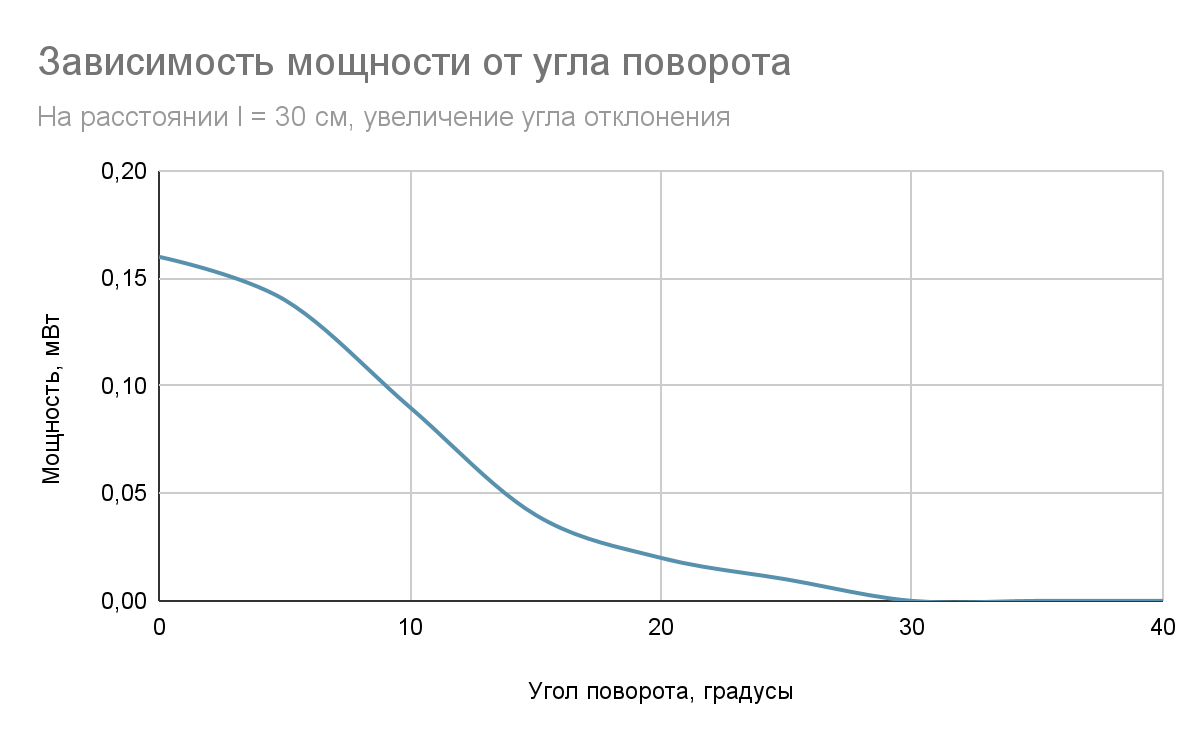 Зависимость мощности от угла поворота
На расстоянии l = 30 см, увеличение угла отклонения
0,20
0,15
0,10
0,05
0,00
Мощность, мВт
0 10 20 30 40
Угол поворота, градусы